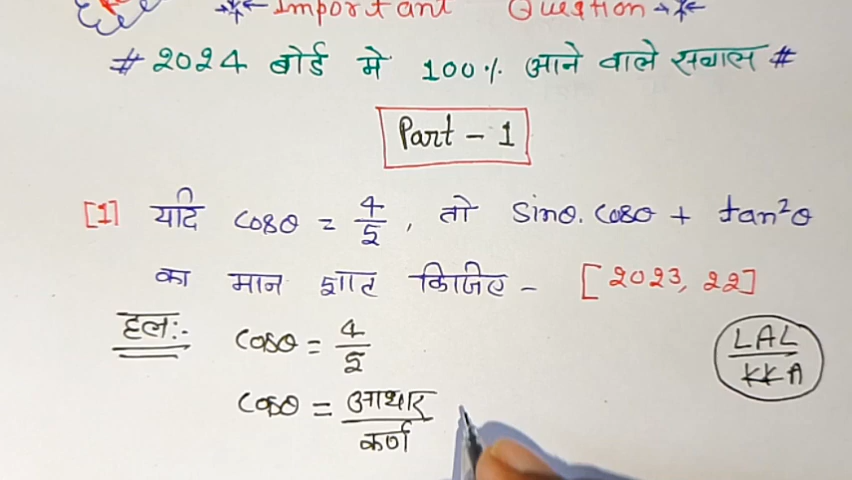 Important Question
# 2024 बोर्ड मे 100% आने वाले सवाल #
Part - 1
[1] यदि cosθ = 4/5, तो sinθ. cosθ + tan²θ
का मान ज्ञात किजिए - [2023, 22]
हल:- cosθ = 4/5
LAL
KKA
cosθ = आधार/कर्ण